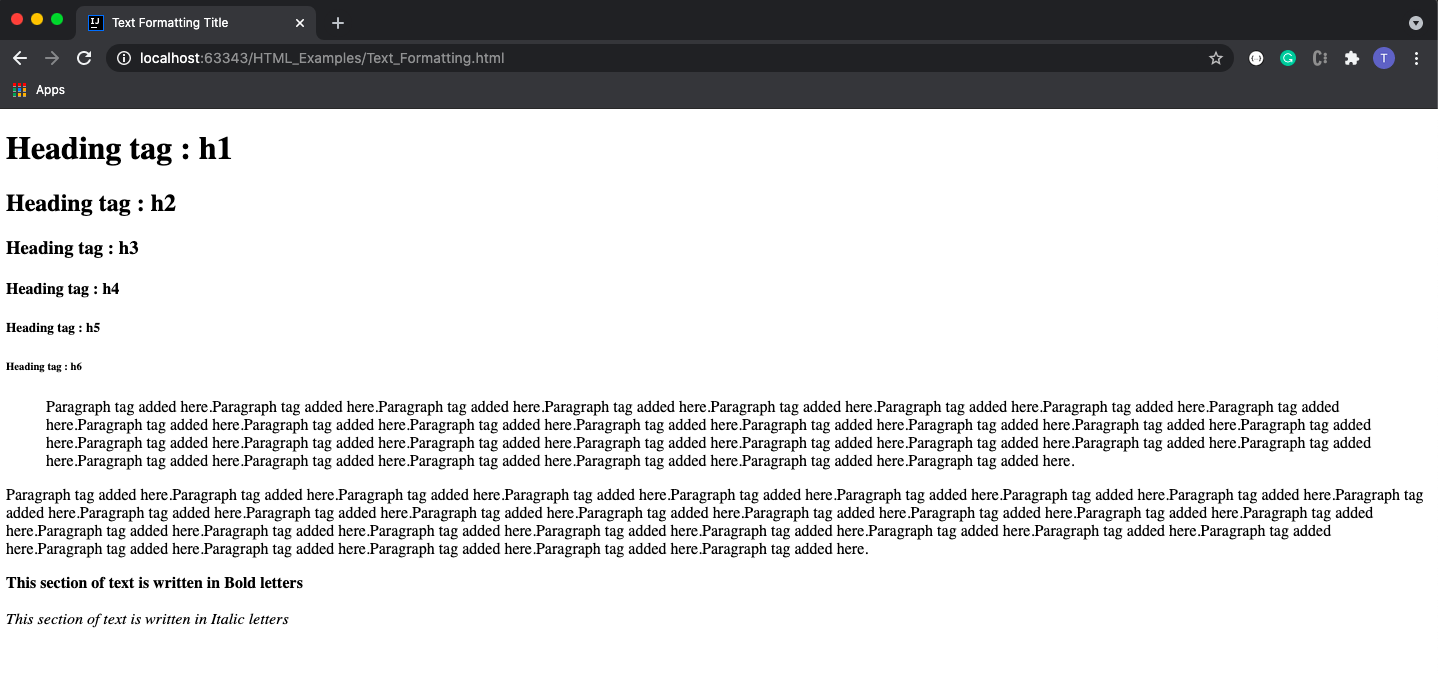 IJ
Text Formatting Title
localhost:63343/HTML_Examples/Text_Formatting.html
T
Apps
Heading tag : h1
Heading tag : h2
Heading tag : h3
Heading tag : h4
Heading tag : h5
Heading tag : h6
Paragraph tag added here.Paragraph tag added here.Paragraph tag added here.Paragraph tag added here.Paragraph tag added here.Paragraph tag added here.Paragraph tag added here.Paragraph tag added
here.Paragraph tag added here.Paragraph tag added here.Paragraph tag added here.Paragraph tag added here.Paragraph tag added here.Paragraph tag added here.Paragraph tag added here.Paragraph tag added
here.Paragraph tag added here.Paragraph tag added here.Paragraph tag added here.Paragraph tag added here.Paragraph tag added here.Paragraph tag added here.Paragraph tag added here.Paragraph tag added
here.Paragraph tag added here.Paragraph tag added here.Paragraph tag added here.Paragraph tag added here.Paragraph tag added here.Paragraph tag added here.
Paragraph tag added here.Paragraph tag added here.Paragraph tag added here.Paragraph tag added here.Paragraph tag added here.Paragraph tag added here.Paragraph tag added here.Paragraph tag added here.Paragraph tag
added here.Paragraph tag added here.Paragraph tag added here.Paragraph tag added here.Paragraph tag added here.Paragraph tag added here.Paragraph tag added here.Paragraph tag added here.Paragraph tag added
here.Paragraph tag added here.Paragraph tag added here.Paragraph tag added here.Paragraph tag added here.Paragraph tag added here.Paragraph tag added here.Paragraph tag added here.Paragraph tag added
here.Paragraph tag added here.Paragraph tag added here.Paragraph tag added here.Paragraph tag added here.Paragraph tag added here.
This section of text is written in Bold letters
This section of text is written in Italic letters